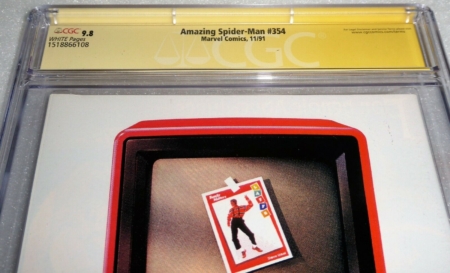 CGC 9.8
WHITE Pages
1518866108
Amazing Spider-Man #354
Marvel Comics, 11/91
CGC